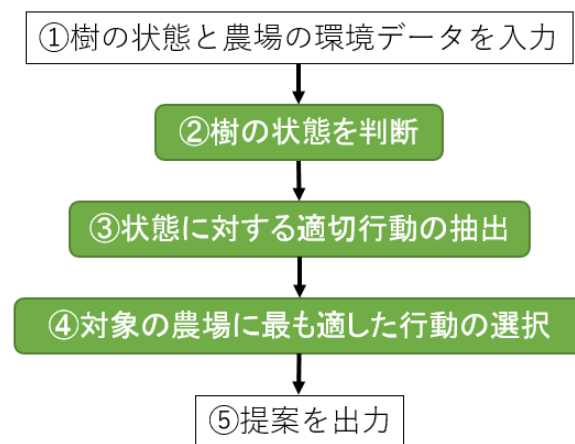 ①樹の状態と農場の環境データを入力
②樹の状態を判断
③状態に対する適切行動の抽出
④対象の農場に最も適した行動の選択
⑤提案を出力